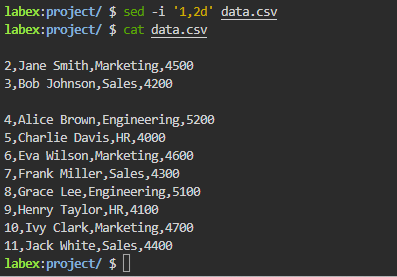 labex:project/ $ sed -i '1,2d' data.csv
labex:project/ $ cat data.csv

2,Jane Smith,Marketing,4500
3,Bob Johnson,Sales,4200

4,Alice Brown,Engineering,5200
5,Charlie Davis,HR,4000
6,Eva Wilson,Marketing,4600
7,Frank Miller,Sales,4300
8,Grace Lee,Engineering,5100
9,Henry Taylor,HR,4100
10,Ivy Clark,Marketing,4700
11,Jack White,Sales,4400
labex:project/ $